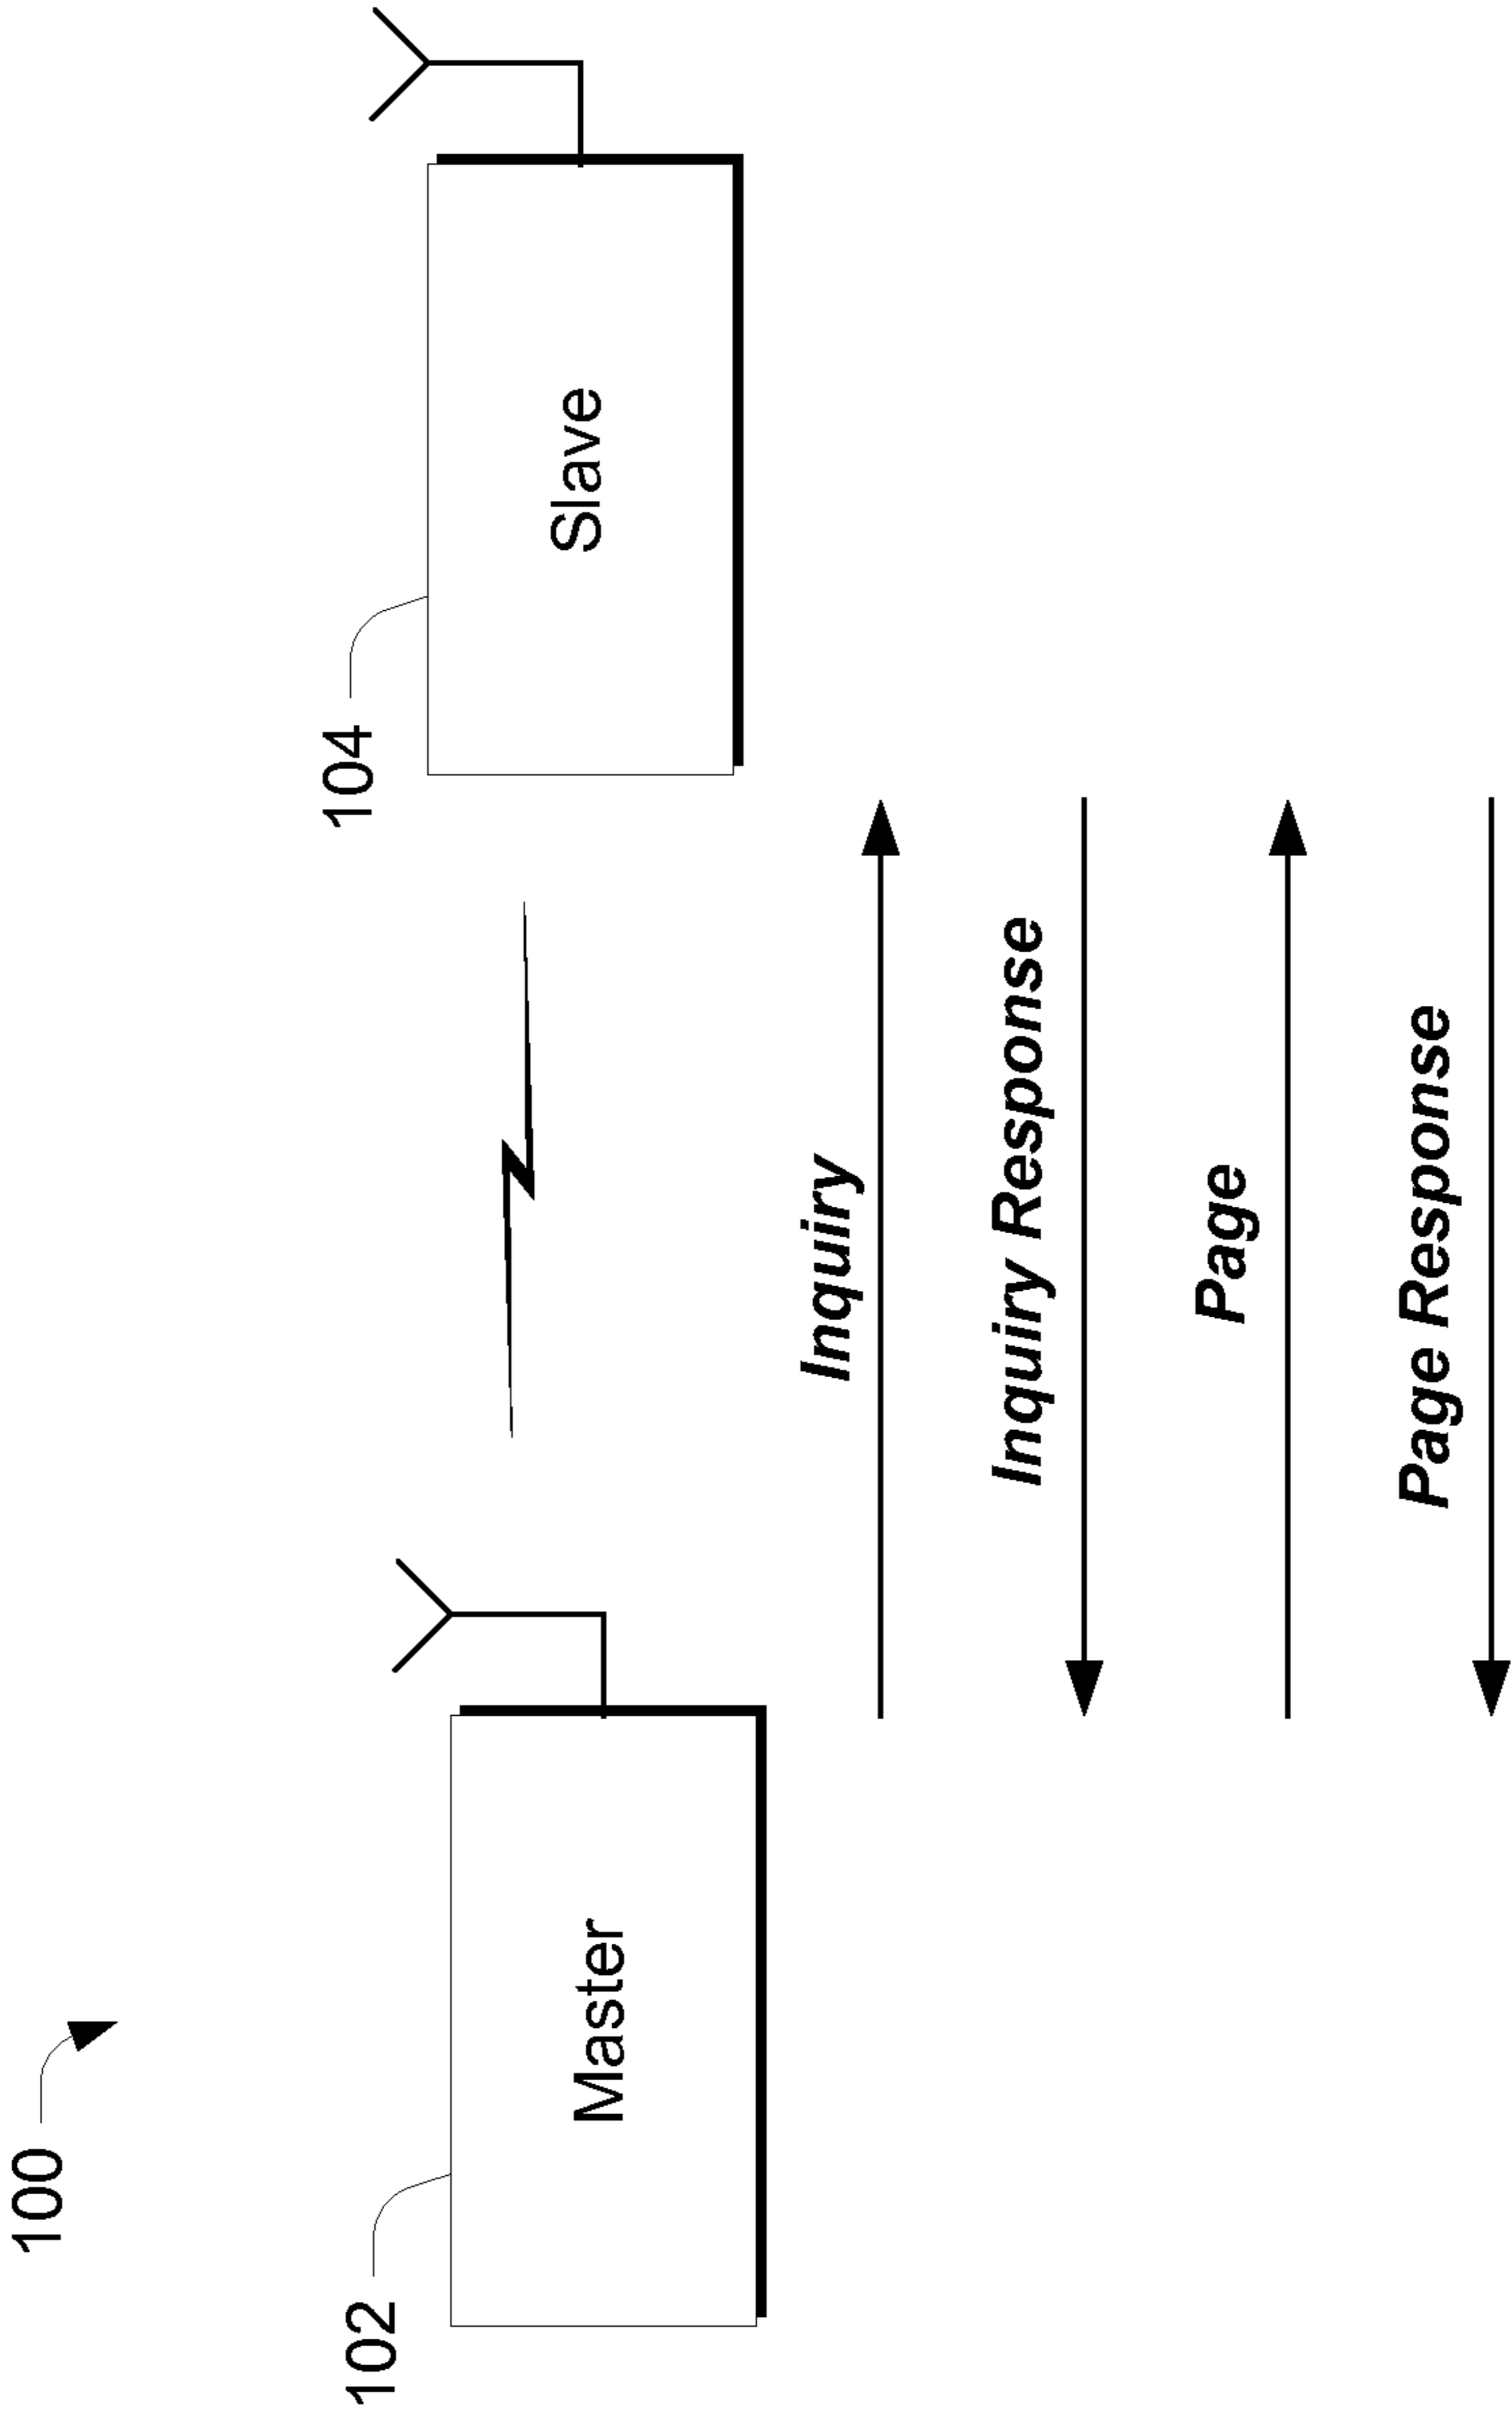 100
102
104
Master
Slave
Inquiry
Inquiry Response
Page
Page Response